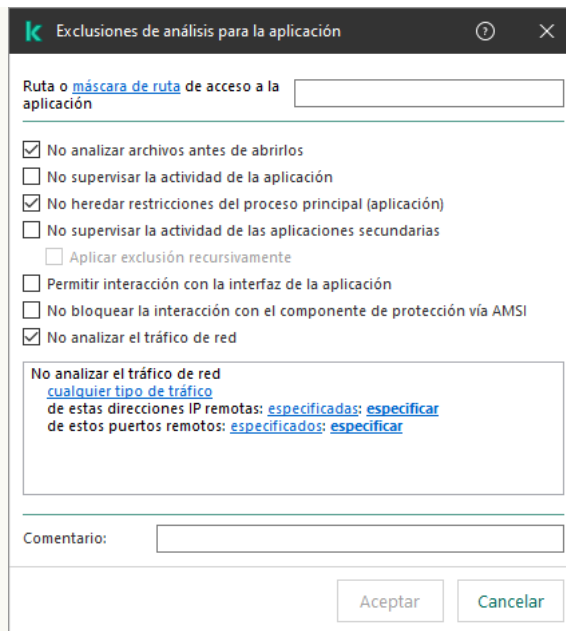 Exclusiones de análisis para la aplicación
Ruta o máscara de ruta de acceso a la
aplicación
No analizar archivos antes de abrirlos
No supervisar la actividad de la aplicación
No heredar restricciones del proceso principal (aplicación)
No supervisar la actividad de las aplicaciones secundarias
Aplicar exclusión recursivamente
Permitir interacción con la interfaz de la aplicación
No bloquear la interacción con el componente de protección vía AMSI
No analizar el tráfico de red
No analizar el tráfico de red
cualquier tipo de tráfico
de estas direcciones IP remotas: especificadas: especificar
de estos puertos remotos: especificados: especificar
Comentario:
Aceptar
Cancelar